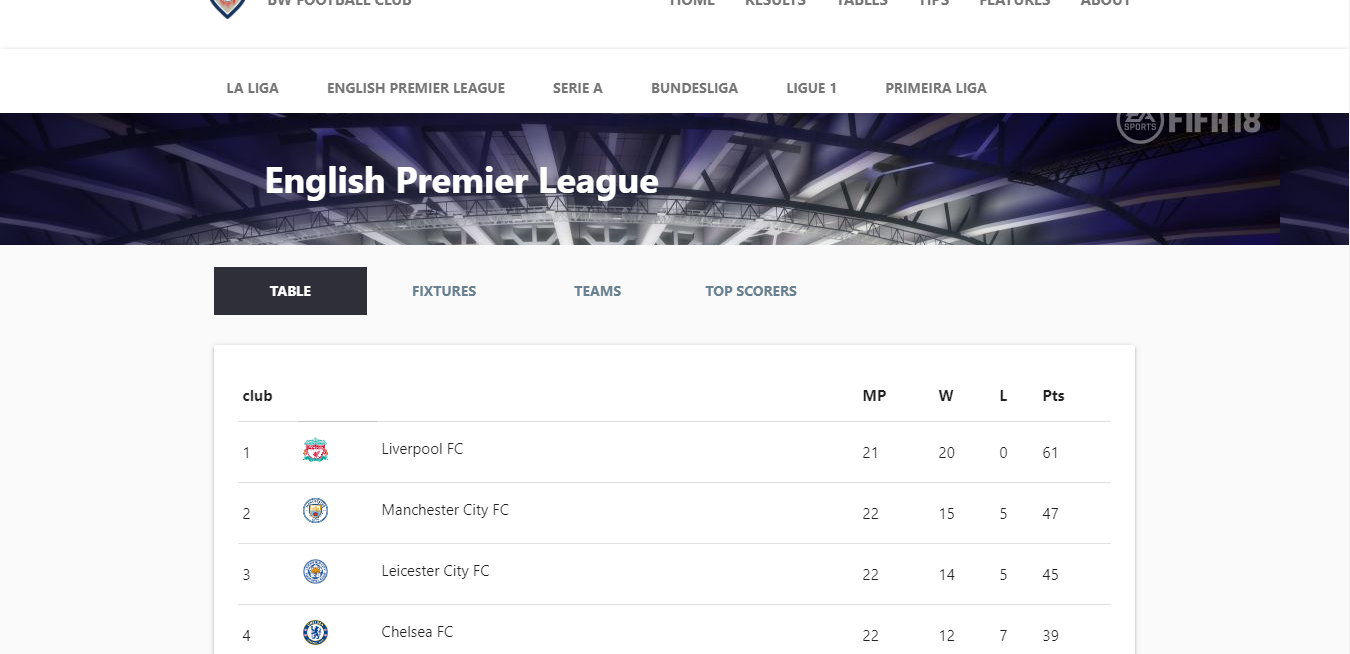 BW FOOTBALL CLUB HOME RESULTS TABLES TIPS FEATURES ABOUT
LA LIGA ENGLISH PREMIER LEAGUE SERIE A BUNDESLIGA LIGUE 1 PRIMEIRA LIGA
EA SPORTS FIFA 18
English Premier League
TABLE FIXTURES TEAMS TOP SCORERS
club MP W L Pts
1 Liverpool FC 21 20 0 61
2 Manchester City FC 22 15 5 47
3 Leicester City FC 22 14 5 45
4 Chelsea FC 22 12 7 39